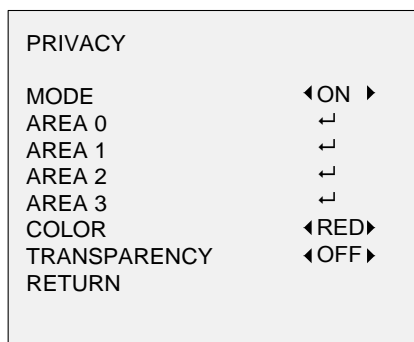 PRIVACY
MODE ON
AREA 0 ↵
AREA 1 ↵
AREA 2 ↵
AREA 3 ↵
COLOR RED
TRANSPARENCY OFF
RETURN